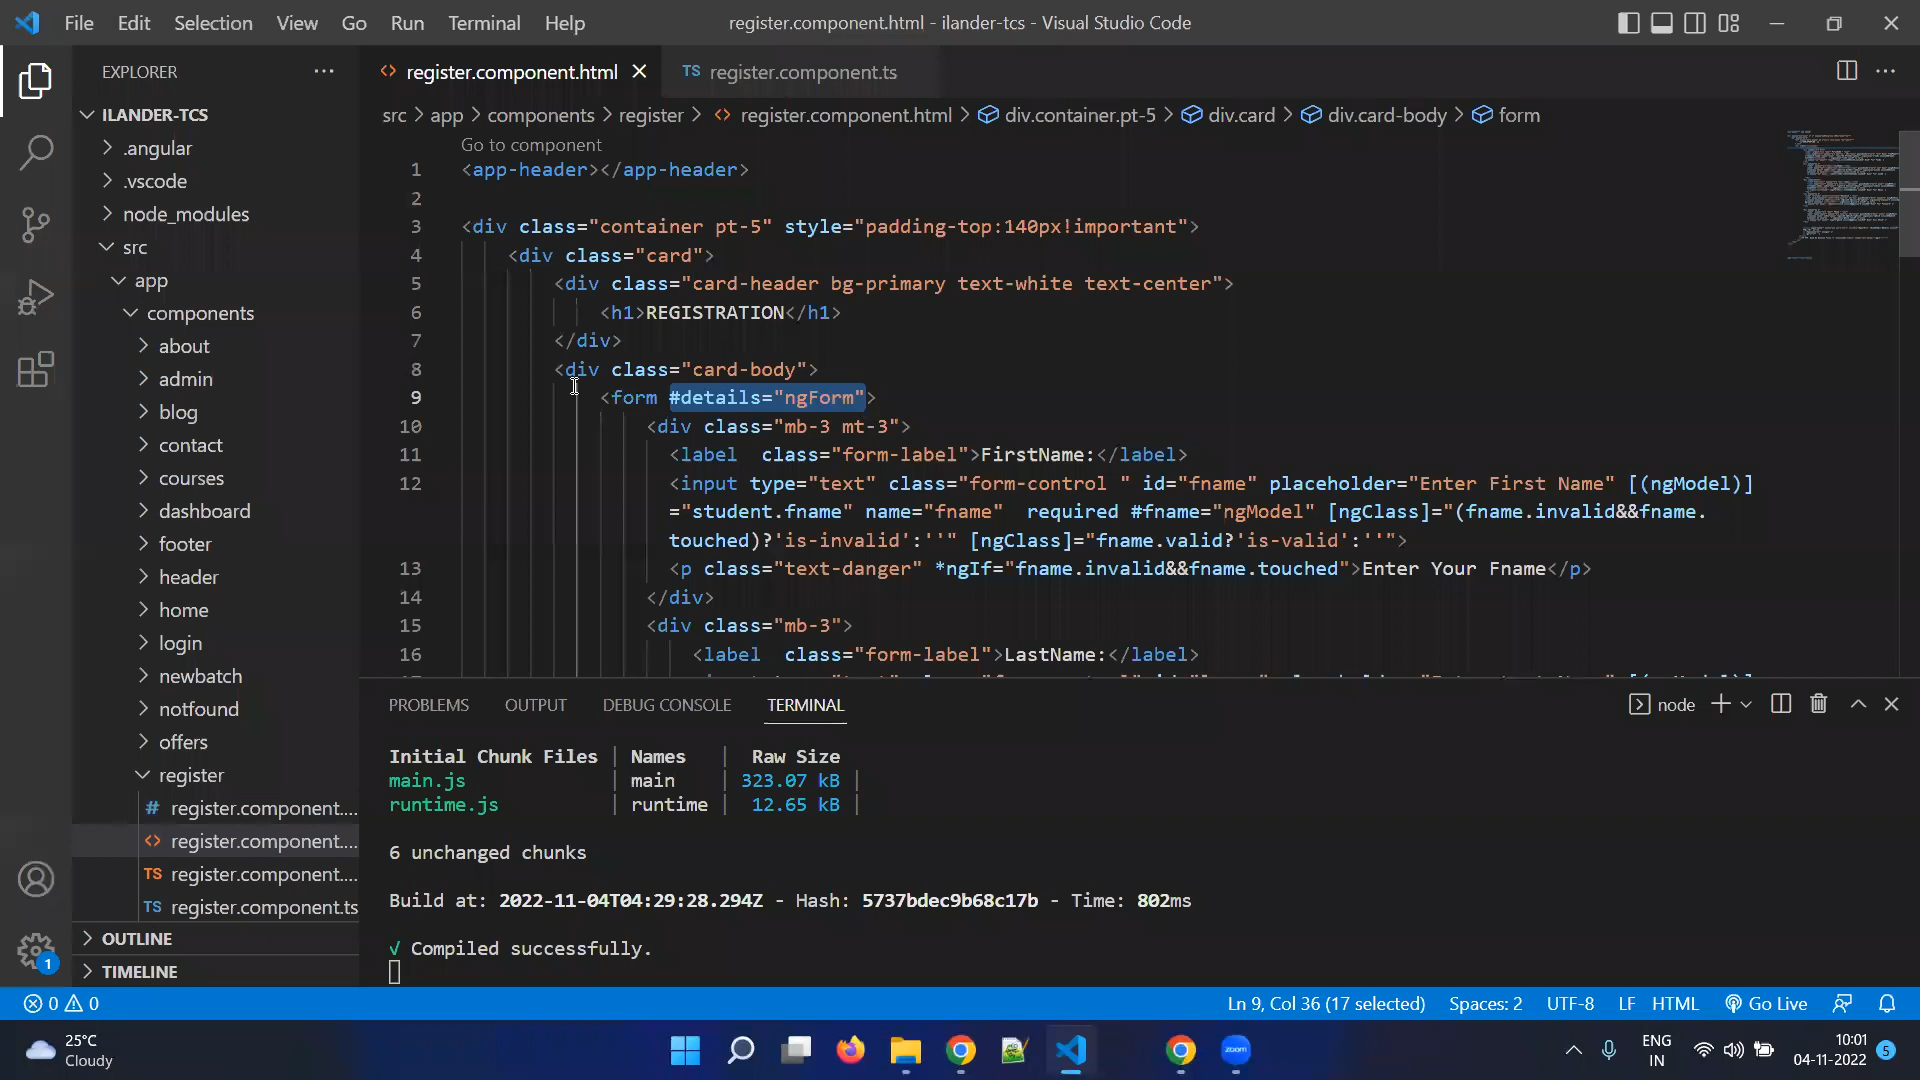 File Edit Selection View Go Run Terminal Help
register.component.html - ilander-tcs - Visual Studio Code
EXPLORER
ILANDER-TCS
.angular
.vscode
node_modules
src
app
components
about
admin
blog
contact
courses
dashboard
footer
header
home
login
newbatch
notfound
offers
register
# register.component....
<> register.component....
TS register.component....
TS register.component.ts
OUTLINE
TIMELINE
1
<> register.component.html
TS register.component.ts
src > app > components > register > <> register.component.html > div.container.pt-5 > div.card > div.card-body > form
Go to component
1 <app-header></app-header>
2
3 <div class="container pt-5" style="padding-top:140px!important">
4 <div class="card">
5 <div class="card-header bg-primary text-white text-center">
6 <h1>REGISTRATION</h1>
7 </div>
8 <div class="card-body">
9 <form #details="ngForm">
10 <div class="mb-3 mt-3">
11 <label  class="form-label">FirstName:</label>
12 <input type="text" class="form-control " id="fname" placeholder="Enter First Name" [(ngModel)]
="student.fname" name="fname"  required #fname="ngModel" [ngClass]="(fname.invalid&&fname.
touched)?'is-invalid':''" [ngClass]="fname.valid?'is-valid':''">
13 <p class="text-danger" *ngIf="fname.invalid&&fname.touched">Enter Your Fname</p>
14 </div>
15 <div class="mb-3">
16 <label  class="form-label">LastName:</label>
PROBLEMS OUTPUT DEBUG CONSOLE TERMINAL
node
Initial Chunk Files | Names | Raw Size
main.js | main | 323.07 kB |
runtime.js | runtime | 12.65 kB |
6 unchanged chunks
Build at: 2022-11-04T04:29:28.294Z - Hash: 5737bdec9b68c17b - Time: 802ms
√ Compiled successfully.
0 0
Ln 9, Col 36 (17 selected) Spaces: 2 UTF-8 LF HTML Go Live
25°C
Cloudy
zoom
ENG
IN
10:01
04-11-2022
5